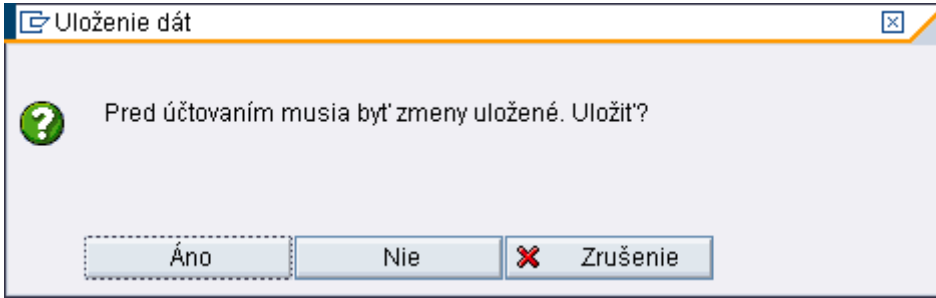 Uloženie dát
Pred účtovaním musia byť zmeny uložené. Uložiť?
Áno Nie Zrušenie